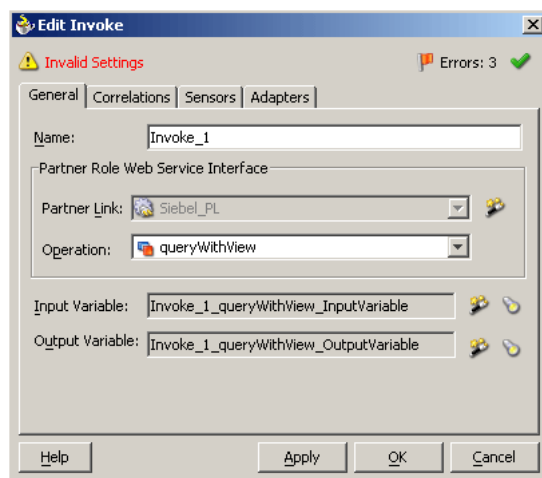 Edit Invoke
Invalid Settings Errors: 3
General Correlations Sensors Adapters
Name: Invoke_1
Partner Role Web Service Interface
Partner Link: Siebel_PL
Operation: queryWithView
Input Variable: Invoke_1_queryWithView_InputVariable
Output Variable: Invoke_1_queryWithView_OutputVariable
Help Apply OK Cancel